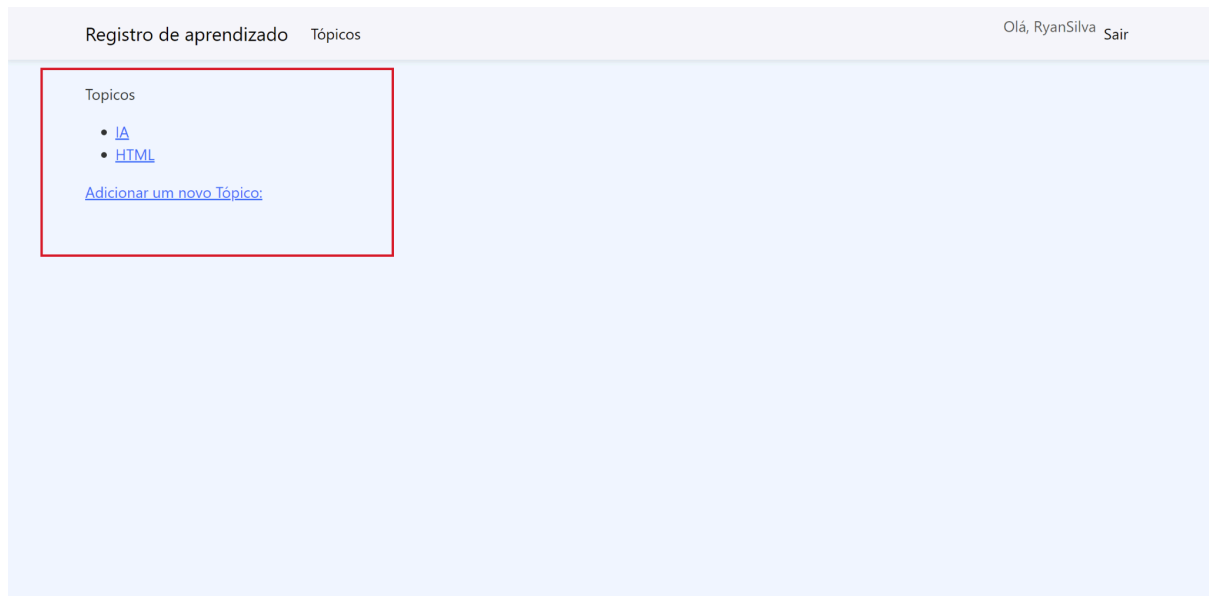 Registro de aprendizado Tópicos Olá, RyanSilva Sair
Topicos
IA
HTML
Adicionar um novo Tópico: